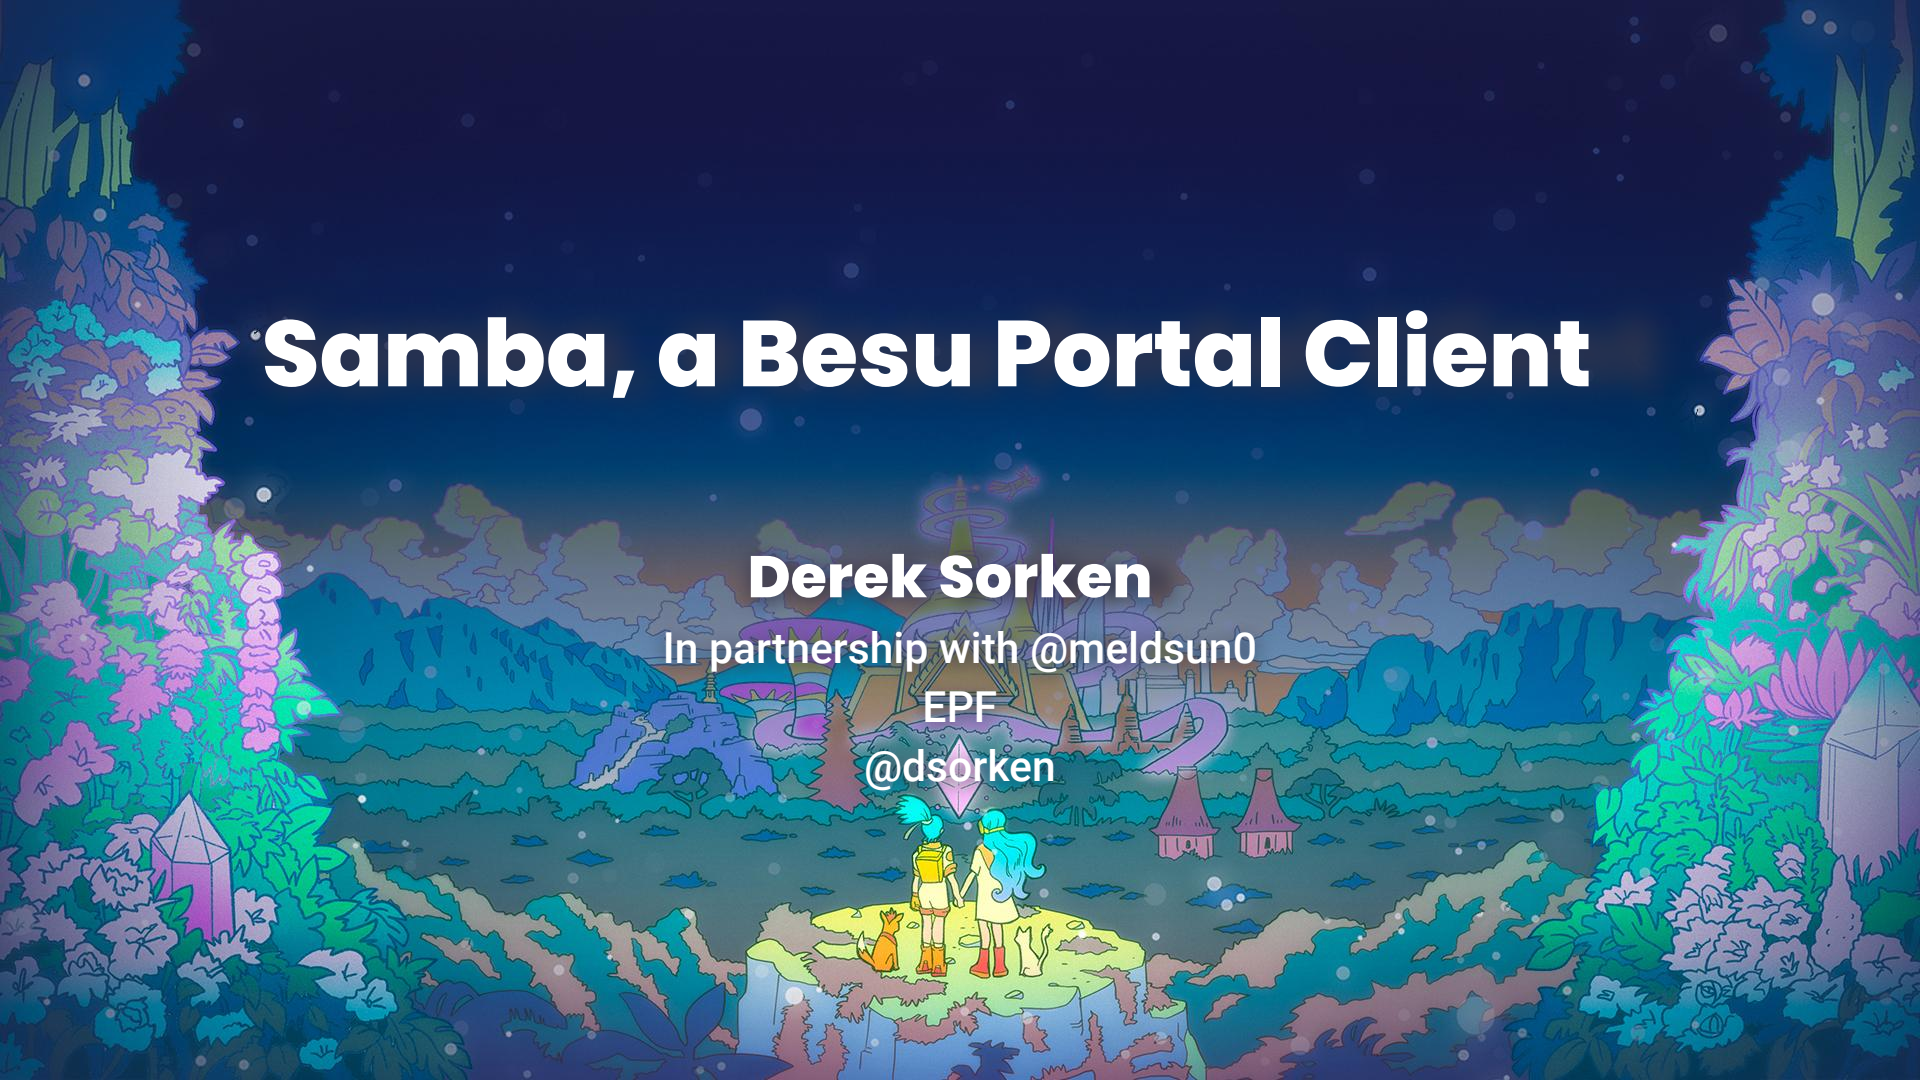 Samba, a Besu Portal Client
Derek Sorken
In partnership with @meldsun0
EPF
@dsorken